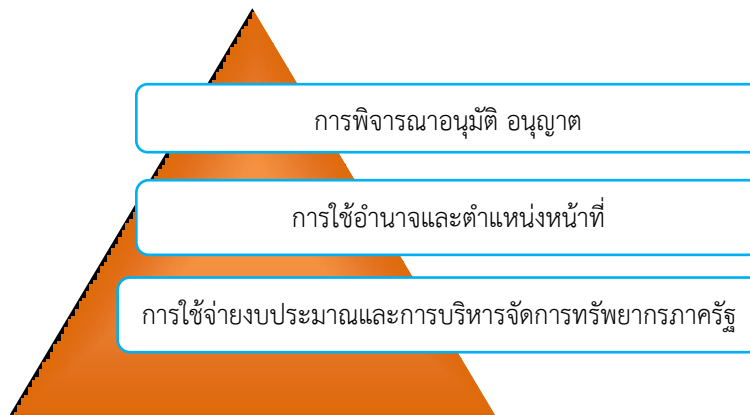 การพิจารณาอนุมัติ อนุญาต
การใช้อำนาจและตำแหน่งหน้าที่
การใช้จ่ายงบประมาณและการบริหารจัดการทรัพยากรภาครัฐ